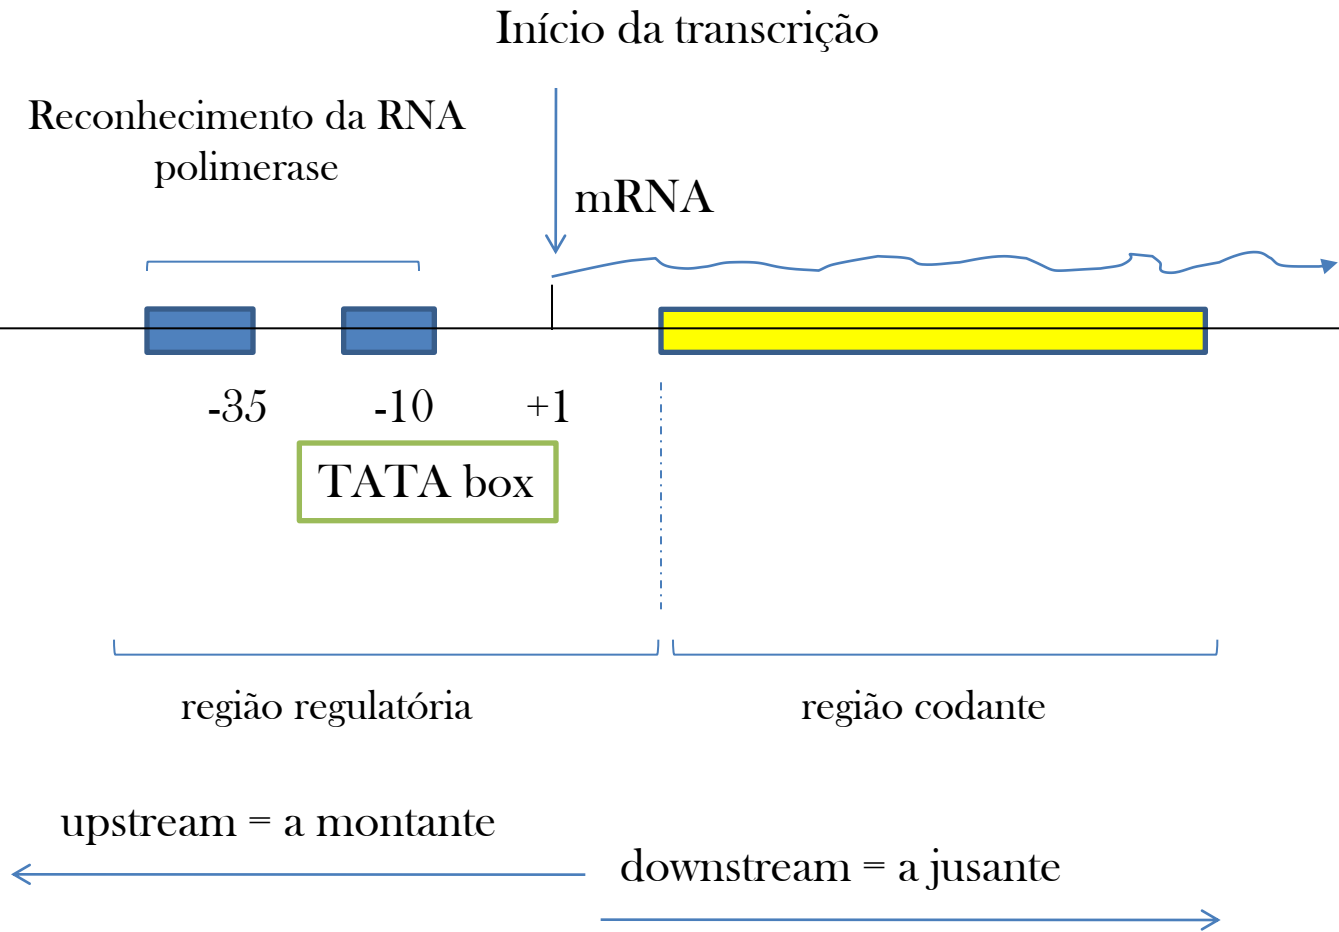 Início da transcrição
Reconhecimento da RNA
polimerase
mRNA
-35
-10
+1
TATA box
região regulatória
região codante
upstream = a montante
downstream = a jusante